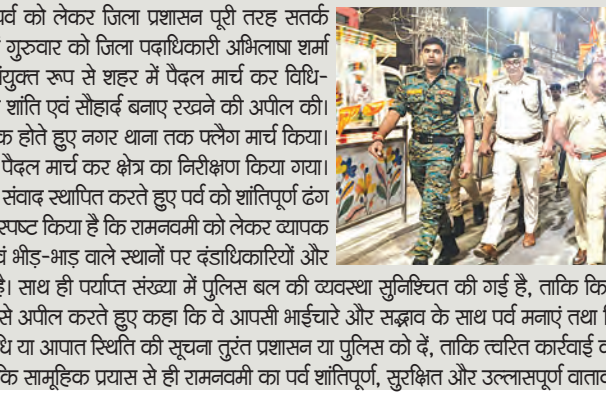 पर्व को लेकर जिला प्रशासन पूरी तरह सतर्क
गुरुवार को जिला पदाधिकारी अभिलाषा शर्मा
संयुक्त रूप से शहर में पैदल मार्च कर विधि-
शांति एवं सौहार्द बनाए रखने की अपील की।
होते हुए नगर थाना तक फ्लैग मार्च किया।
पैदल मार्च कर क्षेत्र का निरीक्षण किया गया।
संवाद स्थापित करते हुए पर्व को शांतिपूर्ण ढंग
स्पष्ट किया है कि रामनवमी को लेकर व्यापक
भीड़-भाड़ वाले स्थानों पर दंडाधिकारियों और
है। साथ ही पर्याप्त संख्या में पुलिस बल की व्यवस्था सुनिश्चित की गई है, ताकि
से अपील करते हुए कहा कि वे आपसी भाईचारे और सद्भाव के साथ पर्व मनाएं तथा
या आपात स्थिति की सूचना तुरंत प्रशासन या पुलिस को दें, ताकि त्वरित कार्रवाई
कि सामूहिक प्रयास से ही रामनवमी का पर्व शांतिपूर्ण, सुरक्षित और उल्लासपूर्ण